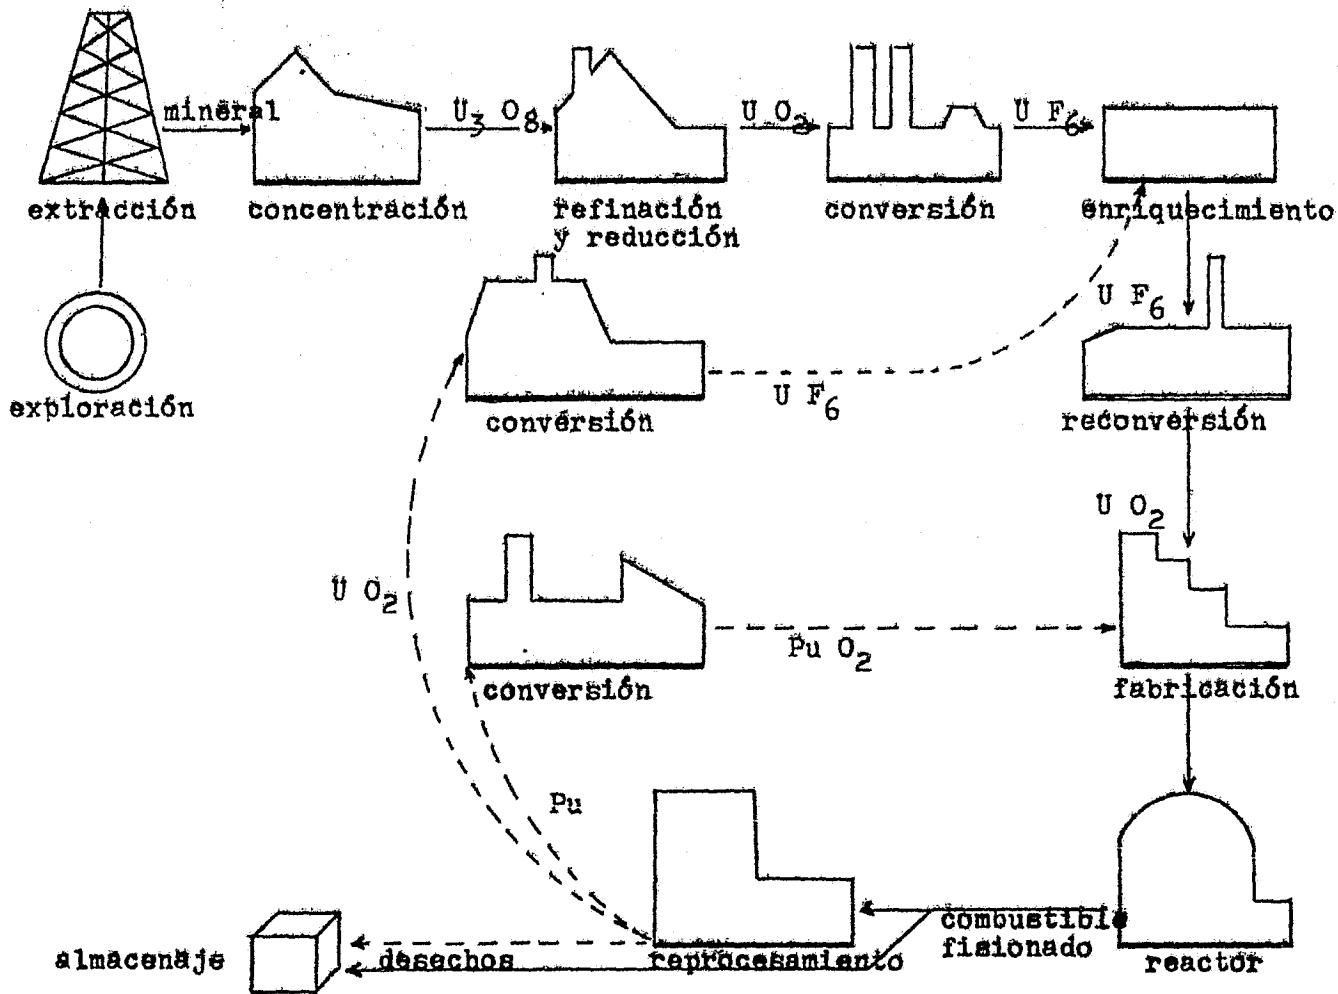 mineral
U₃ O₈
U O₂
U F₆
extracción
concentración
refinación
y reducción
conversión
enriquecimiento
U F₆
exploración
conversión
U F₆
reconversión
U O₂
U O₂
Pu O₂
conversión
fabricación
Pu
combustible
fisionado
almacenaje
desechos
reprocesamiento
reactor